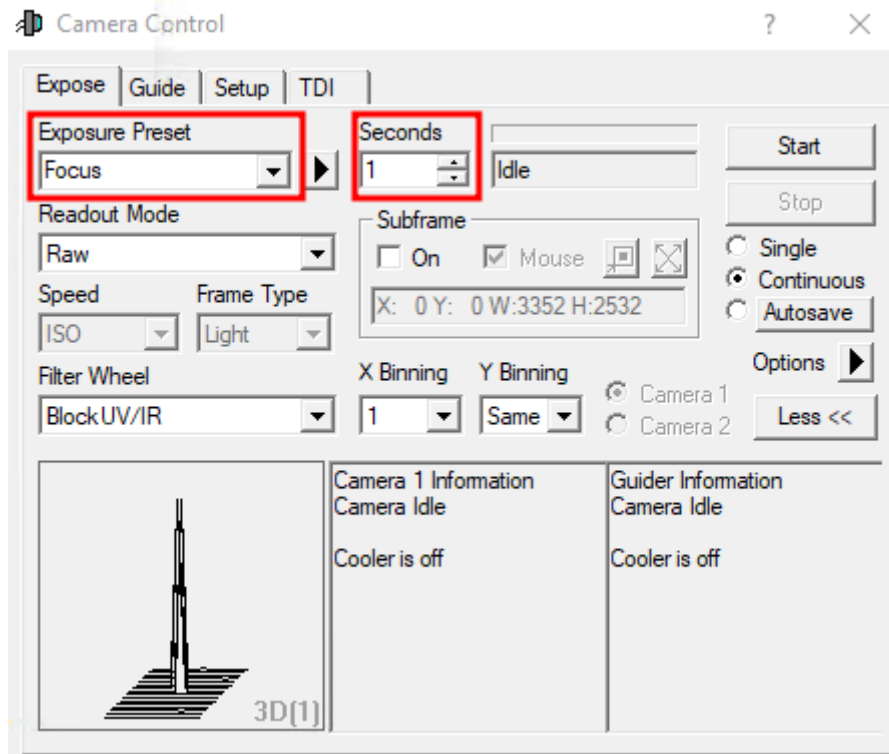 Camera Control
Expose Guide Setup TDI
Exposure Preset Seconds
Focus 1 Idle Start
Readout Mode Subframe Stop
Raw On Mouse Single
Speed Frame Type X: 0 Y: 0 W:3352 H:2532 Continuous
ISO Light Autosave
Filter Wheel X Binning Y Binning Camera 1 Options
BlockUV/IR 1 Same Camera 2 Less <<
Camera 1 Information
Camera Idle
Cooler is off
Guider Information
Camera Idle
Cooler is off
3D(1)